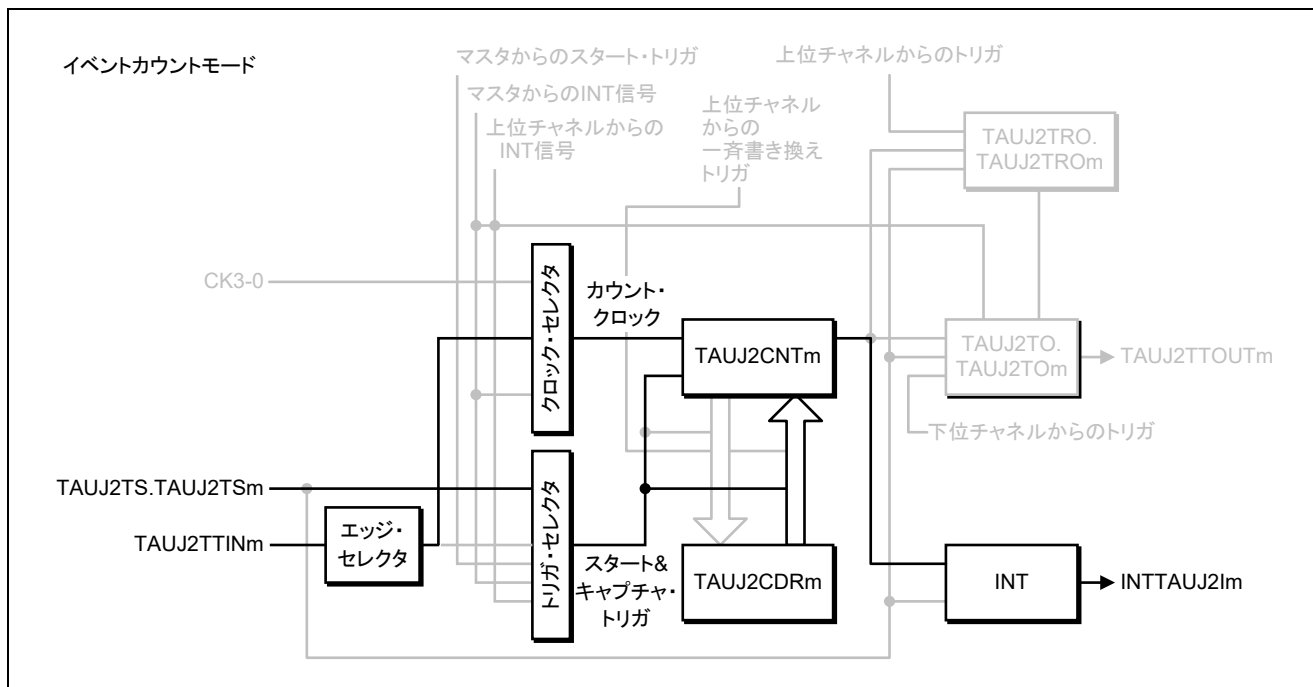 イベントカウントモード
マスタからのスタート・トリガ
マスタからのINT信号
上位チャネルからの
INT信号
上位チャネル
からの
一斉書き換え
トリガ
上位チャネルからのトリガ
TAUJ2TRO.
TAUJ2TROm
CK3-0
クロック・セレクタ
カウント・
クロック
TAUJ2CNTm
TAUJ2TO.
TAUJ2TOm
TAUJ2TTOUTm
下位チャネルからのトリガ
TAUJ2TS.TAUJ2TSm
TAUJ2TTINm
エッジ・
セレクタ
トリガ・セレクタ
スタート&
キャプチャ・
トリガ
TAUJ2CDRm
INT
INTTAUJ2Im